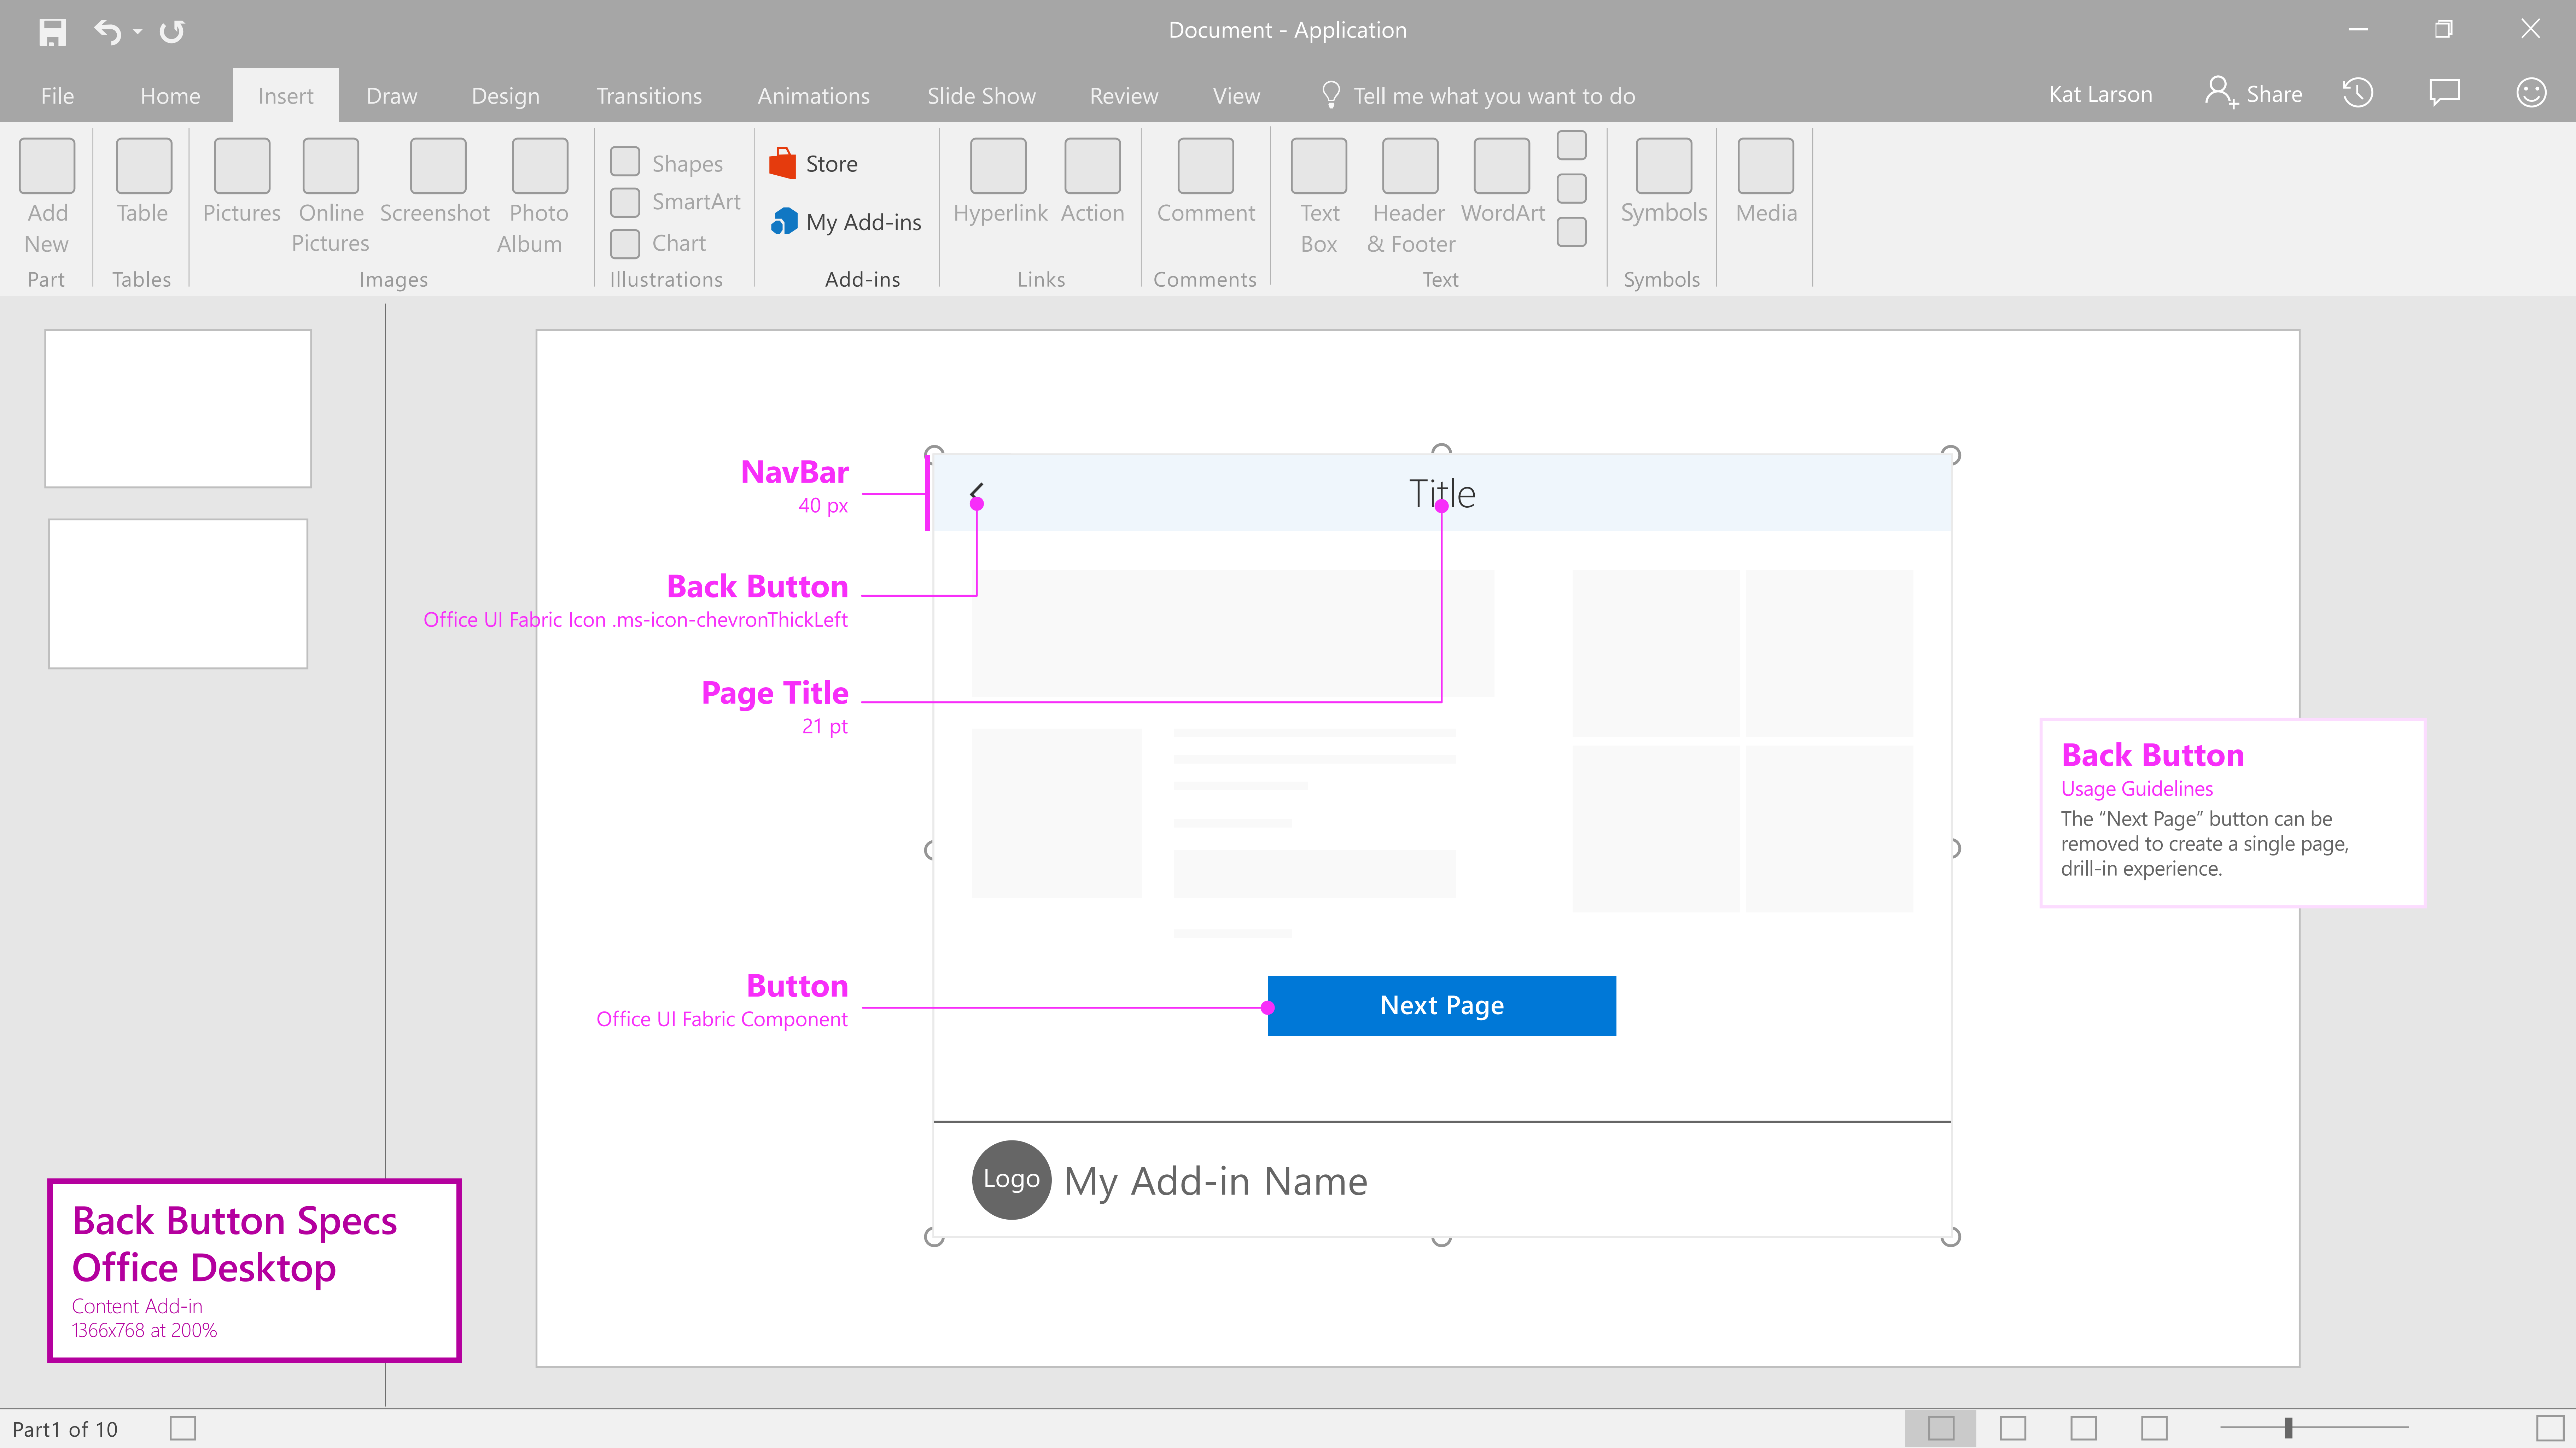 Document - Application
File Home Insert Draw Design Transitions Animations Slide Show Review View Tell me what you want to do Kat Larson Share
Add
New
Part
Table
Tables
Pictures
Online
Pictures
Screenshot
Photo
Album
Images
Shapes
SmartArt
Chart
Illustrations
Store
My Add-ins
Add-ins
Hyperlink
Action
Links
Comment
Comments
Text
Box
Header
& Footer
WordArt
Text
Symbols
Symbols
Media
NavBar
40 px
Title
Back Button
Office UI Fabric Icon .ms-icon-chevronThickLeft
Page Title
21 pt
Back Button
Usage Guidelines
The “Next Page” button can be
removed to create a single page,
drill-in experience.
Button
Office UI Fabric Component
Next Page
Logo
My Add-in Name
Back Button Specs
Office Desktop
Content Add-in
1366x768 at 200%
Part1 of 10